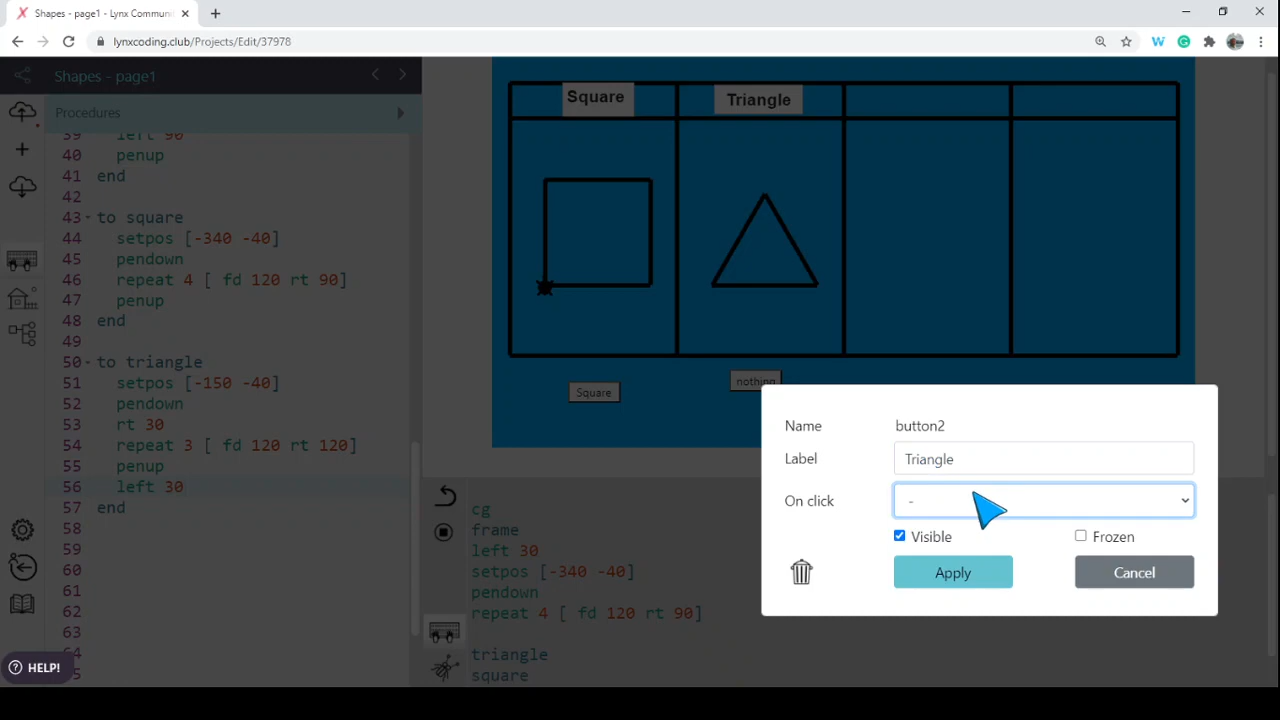 Shapes - page1 - Lynx Commun
lynxcoding.club/Projects/Edit/37978
Shapes - page1
Procedures
39 left 90
40 penup
41 end
42
43 to square
44 setpos [-340 -40]
45 pendown
46 repeat 4 [ fd 120 rt 90]
47 penup
48 end
49
50 to triangle
51 setpos [-150 -40]
52 pendown
53 rt 30
54 repeat 3 [ fd 120 rt 120]
55 penup
56 left 30
57 end
58
59
60
61
62
63
HELP!
Square
Triangle
Square
nothing
Name button2
Label Triangle
On click -
Visible Frozen
Apply Cancel
cg
frame
left 30
setpos [-340 -40]
pendown
repeat 4 [ fd 120 rt 90]
triangle
square